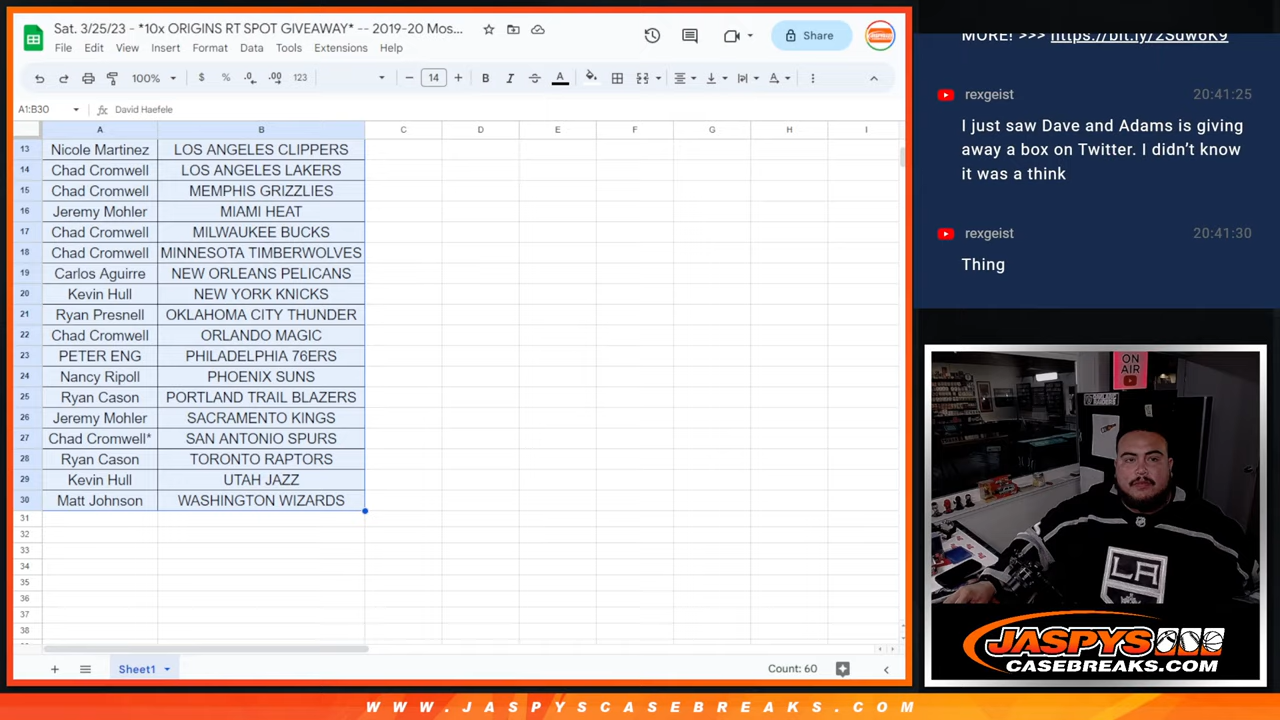 Sat. 3/25/23 - *10x ORIGINS RT SPOT GIVEAWAY* -- 2019-20 Mos...
File Edit View Insert Format Data Tools Extensions Help
Share
100% $ % .0 .00 123 14 B I A
A1:B30 David Haefele
A B C D E F G H I
13 Nicole Martinez LOS ANGELES CLIPPERS
14 Chad Cromwell LOS ANGELES LAKERS
15 Chad Cromwell MEMPHIS GRIZZLIES
16 Jeremy Mohler MIAMI HEAT
17 Chad Cromwell MILWAUKEE BUCKS
18 Chad Cromwell MINNESOTA TIMBERWOLVES
19 Carlos Aguirre NEW ORLEANS PELICANS
20 Kevin Hull NEW YORK KNICKS
21 Ryan Presnell OKLAHOMA CITY THUNDER
22 Chad Cromwell ORLANDO MAGIC
23 PETER ENG PHILADELPHIA 76ERS
24 Nancy Ripoll PHOENIX SUNS
25 Ryan Cason PORTLAND TRAIL BLAZERS
26 Jeremy Mohler SACRAMENTO KINGS
27 Chad Cromwell* SAN ANTONIO SPURS
28 Ryan Cason TORONTO RAPTORS
29 Kevin Hull UTAH JAZZ
30 Matt Johnson WASHINGTON WIZARDS
31
32
33
34
35
36
37
38
Sheet1
Count: 60
MORE! >>> https://bit.ly/2Sdw6K9
rexgeist 20:41:25
I just saw Dave and Adams is giving
away a box on Twitter. I didn't know
it was a think
rexgeist 20:41:30
Thing
ON
AIR
LA
JASPYS
CASEBREAKS.COM
WWW.JASPYSCASEBREAKS.COM